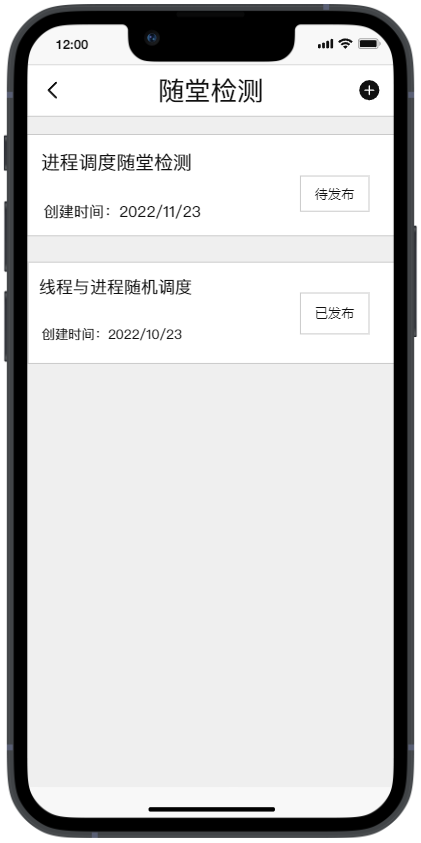 12:00
随堂检测
进程调度随堂检测
待发布
创建时间：2022/11/23
线程与进程随机调度
已发布
创建时间：2022/10/23